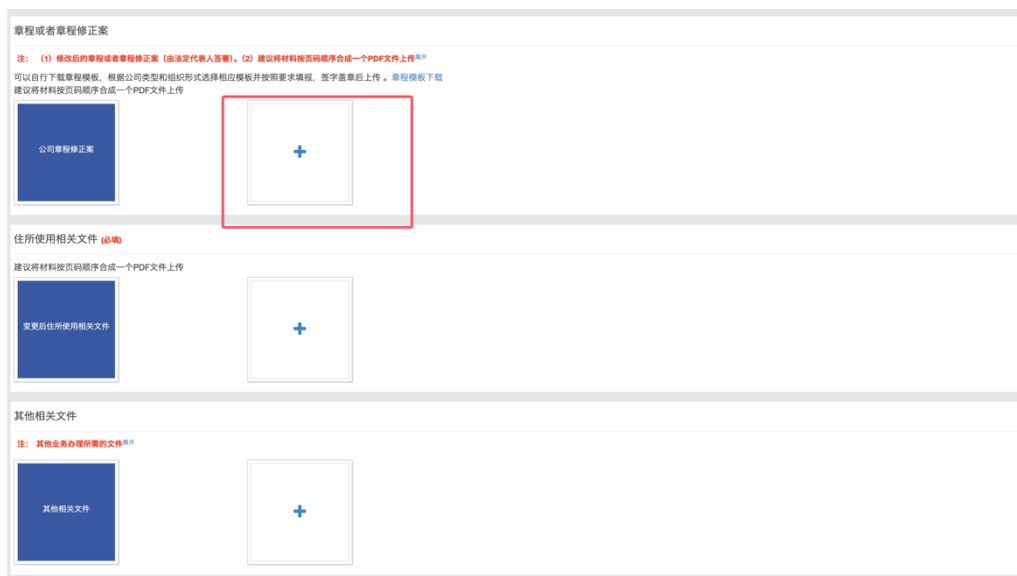 章程或者章程修正案
注： （1）修改后的章程或者章程修正案（由法定代表人签署）。（2）建议将材料按页码顺序合成一个PDF文件上传展开
可以自行下载章程模板，根据公司类型和组织形式选择相应模板并按照要求填报，签字盖章后上传 。章程模板下载
建议将材料按页码顺序合成一个PDF文件上传
公司章程修正案
住所使用相关文件 (必填)
建议将材料按页码顺序合成一个PDF文件上传
变更后住所使用相关文件
其他相关文件
注： 其他业务办理所需的文件展开
其他相关文件